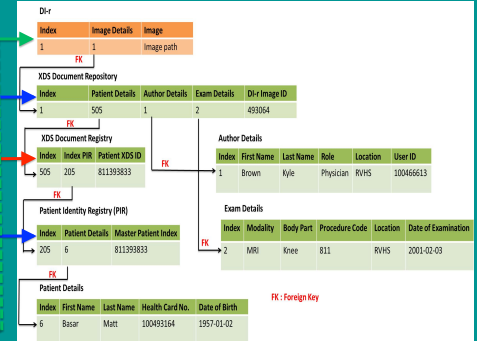 DI-r
Index Image Details Image
1 1 Image path
FK
XDS Document Repository
Index Patient Details Author Details Exam Details DI-r Image ID
1 505 1 2 493064
FK
XDS Document Registry
Index Index PIR Patient XDS ID
505 205 811393833
FK
Author Details
Index First Name Last Name Role Location User ID
1 Brown Kyle Physician RVHS 100466613
FK
Patient Identity Registry (PIR)
Index Patient Details Master Patient Index
205 6 811393833
FK
Exam Details
Index Modality Body Part Procedure Code Location Date of Examination
2 MRI Knee 811 RVHS 2001-02-03
FK
Patient Details
Index First Name Last Name Health Card No. Date of Birth
6 Basar Matt 100493164 1957-01-02
FK : Foreign Key